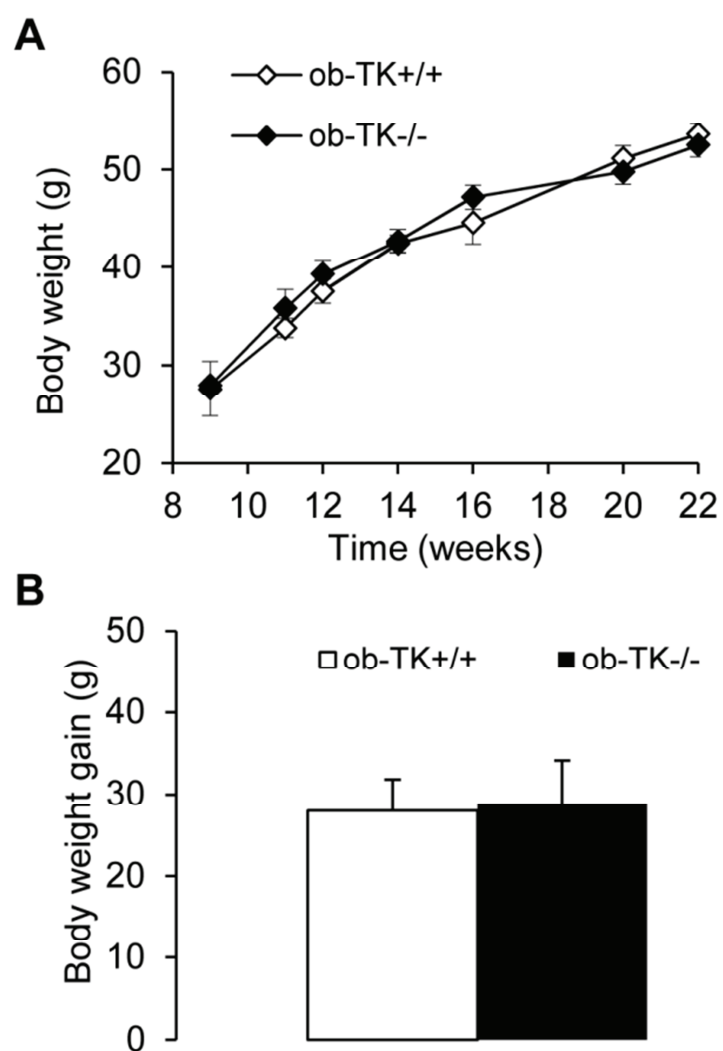 A
60
50
40
30
20
Body weight (g)
ob-TK+/+
ob-TK-/-
8 10 12 14 16 18 20 22
Time (weeks)
B
50
40
30
20
10
0
Body weight gain (g)
ob-TK+/+ ob-TK-/-